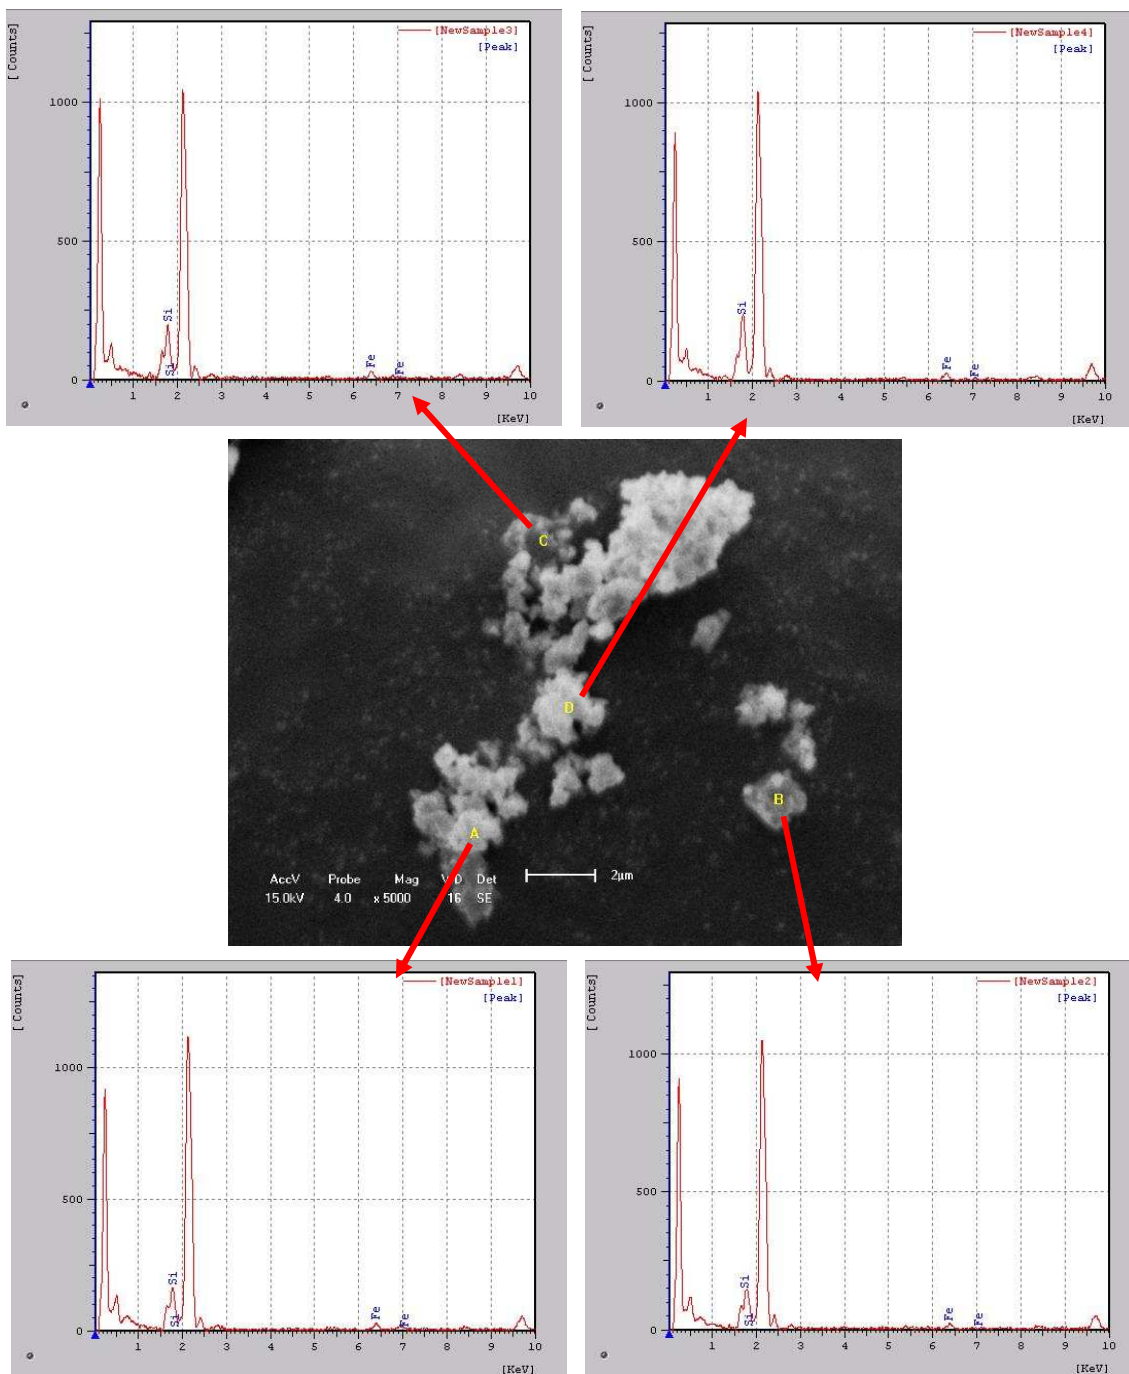 [NewSample3]
[Peak]
[Counts]
1000
500
0
Si
Si
Fe
Fe
1 2 3 4 5 6 7 8 9 10
[KeV]
[NewSample4]
[Peak]
[Counts]
1000
500
0
Si
Fe
Fe
1 2 3 4 5 6 7 8 9 10
[KeV]
C
D
B
A
AccV Probe Mag WD Det
15.0kV 4.0 x 5000 16 SE
2µm
[NewSample1]
[Peak]
[Counts]
1000
500
0
Si
Si
Fe
Fe
1 2 3 4 5 6 7 8 9 10
[KeV]
[NewSample2]
[Peak]
[Counts]
1000
500
0
Si
Si
Fe
Fe
1 2 3 4 5 6 7 8 9 10
[KeV]